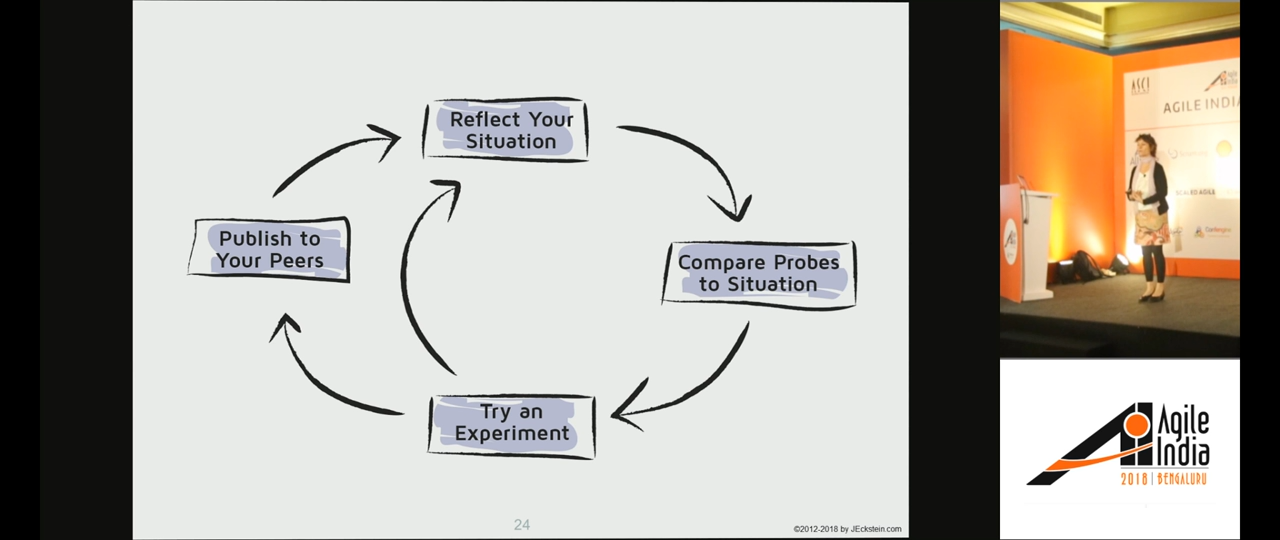 Reflect Your
Situation
Publish to
Your Peers
Compare Probes
to Situation
Try an
Experiment
24
©2012-2018 by JEckstein.com
ASCI
AGILE INDIA
SCALED AGILE
Agile
India
2018 | BENGALURU